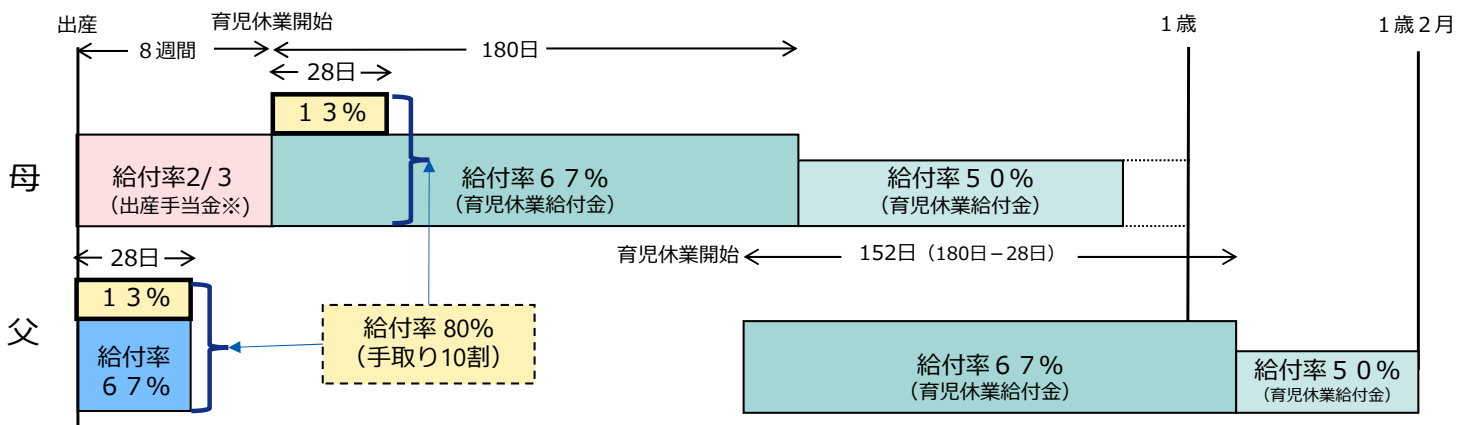 出産
育児休業開始
1歳
1歳2月
8週間
180日
28日
13%
母
給付率2/3
(出産手当金※)
給付率67%
(育児休業給付金)
給付率50%
(育児休業給付金)
28日
育児休業開始
152日(180日-28日)
13%
父
給付率
67%
給付率 80%
(手取り10割)
給付率67%
(育児休業給付金)
給付率50%
(育児休業給付金)